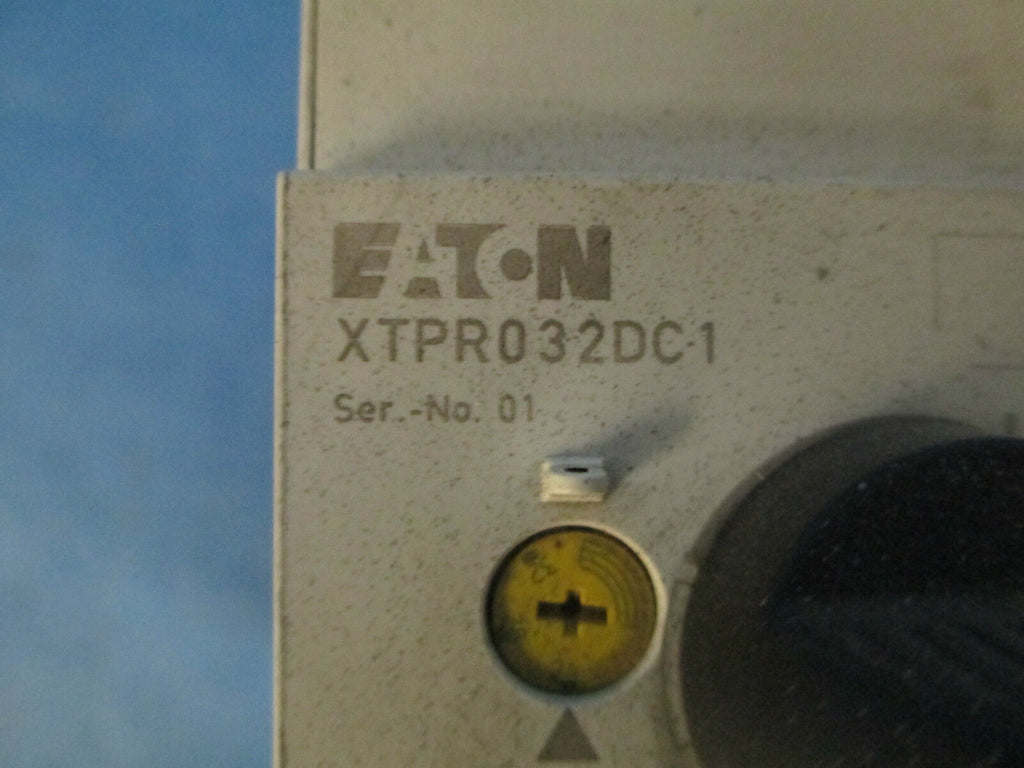 EATON
XTPR032DC1
Ser.-No. 01